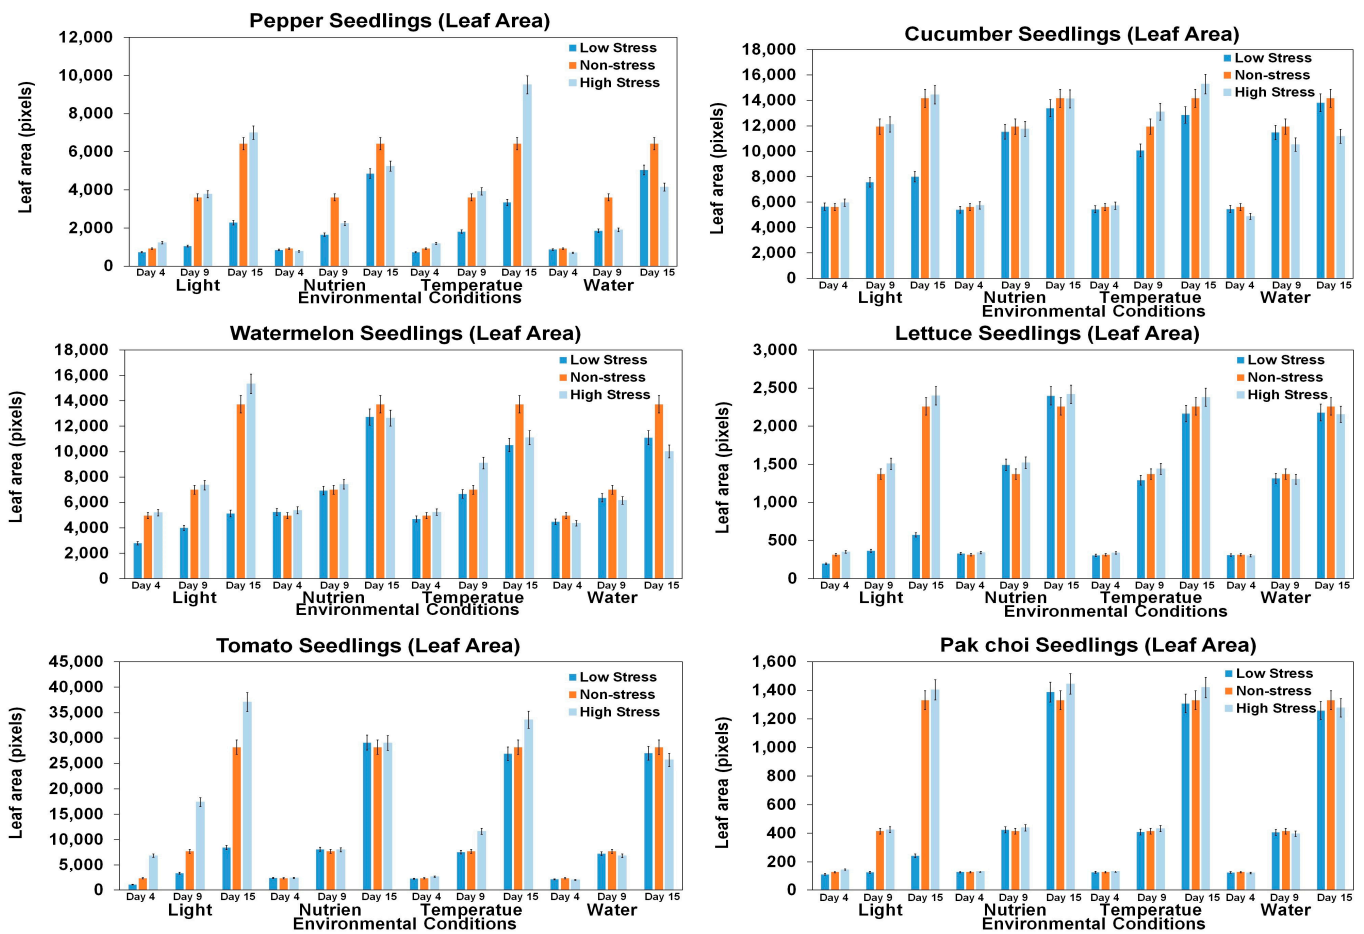 Pepper Seedlings (Leaf Area)
Leaf area (pixels)
12,000
10,000
8,000
6,000
4,000
2,000
0
Low Stress
Non-stress
High Stress
Day 4 Day 9 Day 15 Day 4 Day 9 Day 15 Day 4 Day 9 Day 15 Day 4 Day 9 Day 15
Light Nutrien Temperatue Water
Environmental Conditions
Cucumber Seedlings (Leaf Area)
Leaf area (pixels)
18,000
16,000
14,000
12,000
10,000
8,000
6,000
4,000
2,000
0
Low Stress
Non-stress
High Stress
Day 4 Day 9 Day 15 Day 4 Day 9 Day 15 Day 4 Day 9 Day 15 Day 4 Day 9 Day 15
Light Nutrien Temperatue Water
Environmental Conditions
Watermelon Seedlings (Leaf Area)
Leaf area (pixels)
18,000
16,000
14,000
12,000
10,000
8,000
6,000
4,000
2,000
0
Low Stress
Non-stress
High Stress
Day 4 Day 9 Day 15 Day 4 Day 9 Day 15 Day 4 Day 9 Day 15 Day 4 Day 9 Day 15
Light Nutrien Temperatue Water
Environmental Conditions
Lettuce Seedlings (Leaf Area)
Leaf area (pixels)
3,000
2,500
2,000
1,500
1,000
500
0
Low Stress
Non-stress
High Stress
Day 4 Day 9 Day 15 Day 4 Day 9 Day 15 Day 4 Day 9 Day 15 Day 4 Day 9 Day 15
Light Nutrien Temperatue Water
Environmental Conditions
Tomato Seedlings (Leaf Area)
Leaf area (pixels)
45,000
40,000
35,000
30,000
25,000
20,000
15,000
10,000
5,000
0
Low Stress
Non-stress
High Stress
Day 4 Day 9 Day 15 Day 4 Day 9 Day 15 Day 4 Day 9 Day 15 Day 4 Day 9 Day 15
Light Nutrien Temperatue Water
Environmental Conditions
Pak choi Seedlings (Leaf Area)
Leaf area (pixels)
1,600
1,400
1,200
1,000
800
600
400
200
0
Low Stress
Non-stress
High Stress
Day 4 Day 9 Day 15 Day 4 Day 9 Day 15 Day 4 Day 9 Day 15 Day 4 Day 9 Day 15
Light Nutrien Temperatue Water
Environmental Conditions